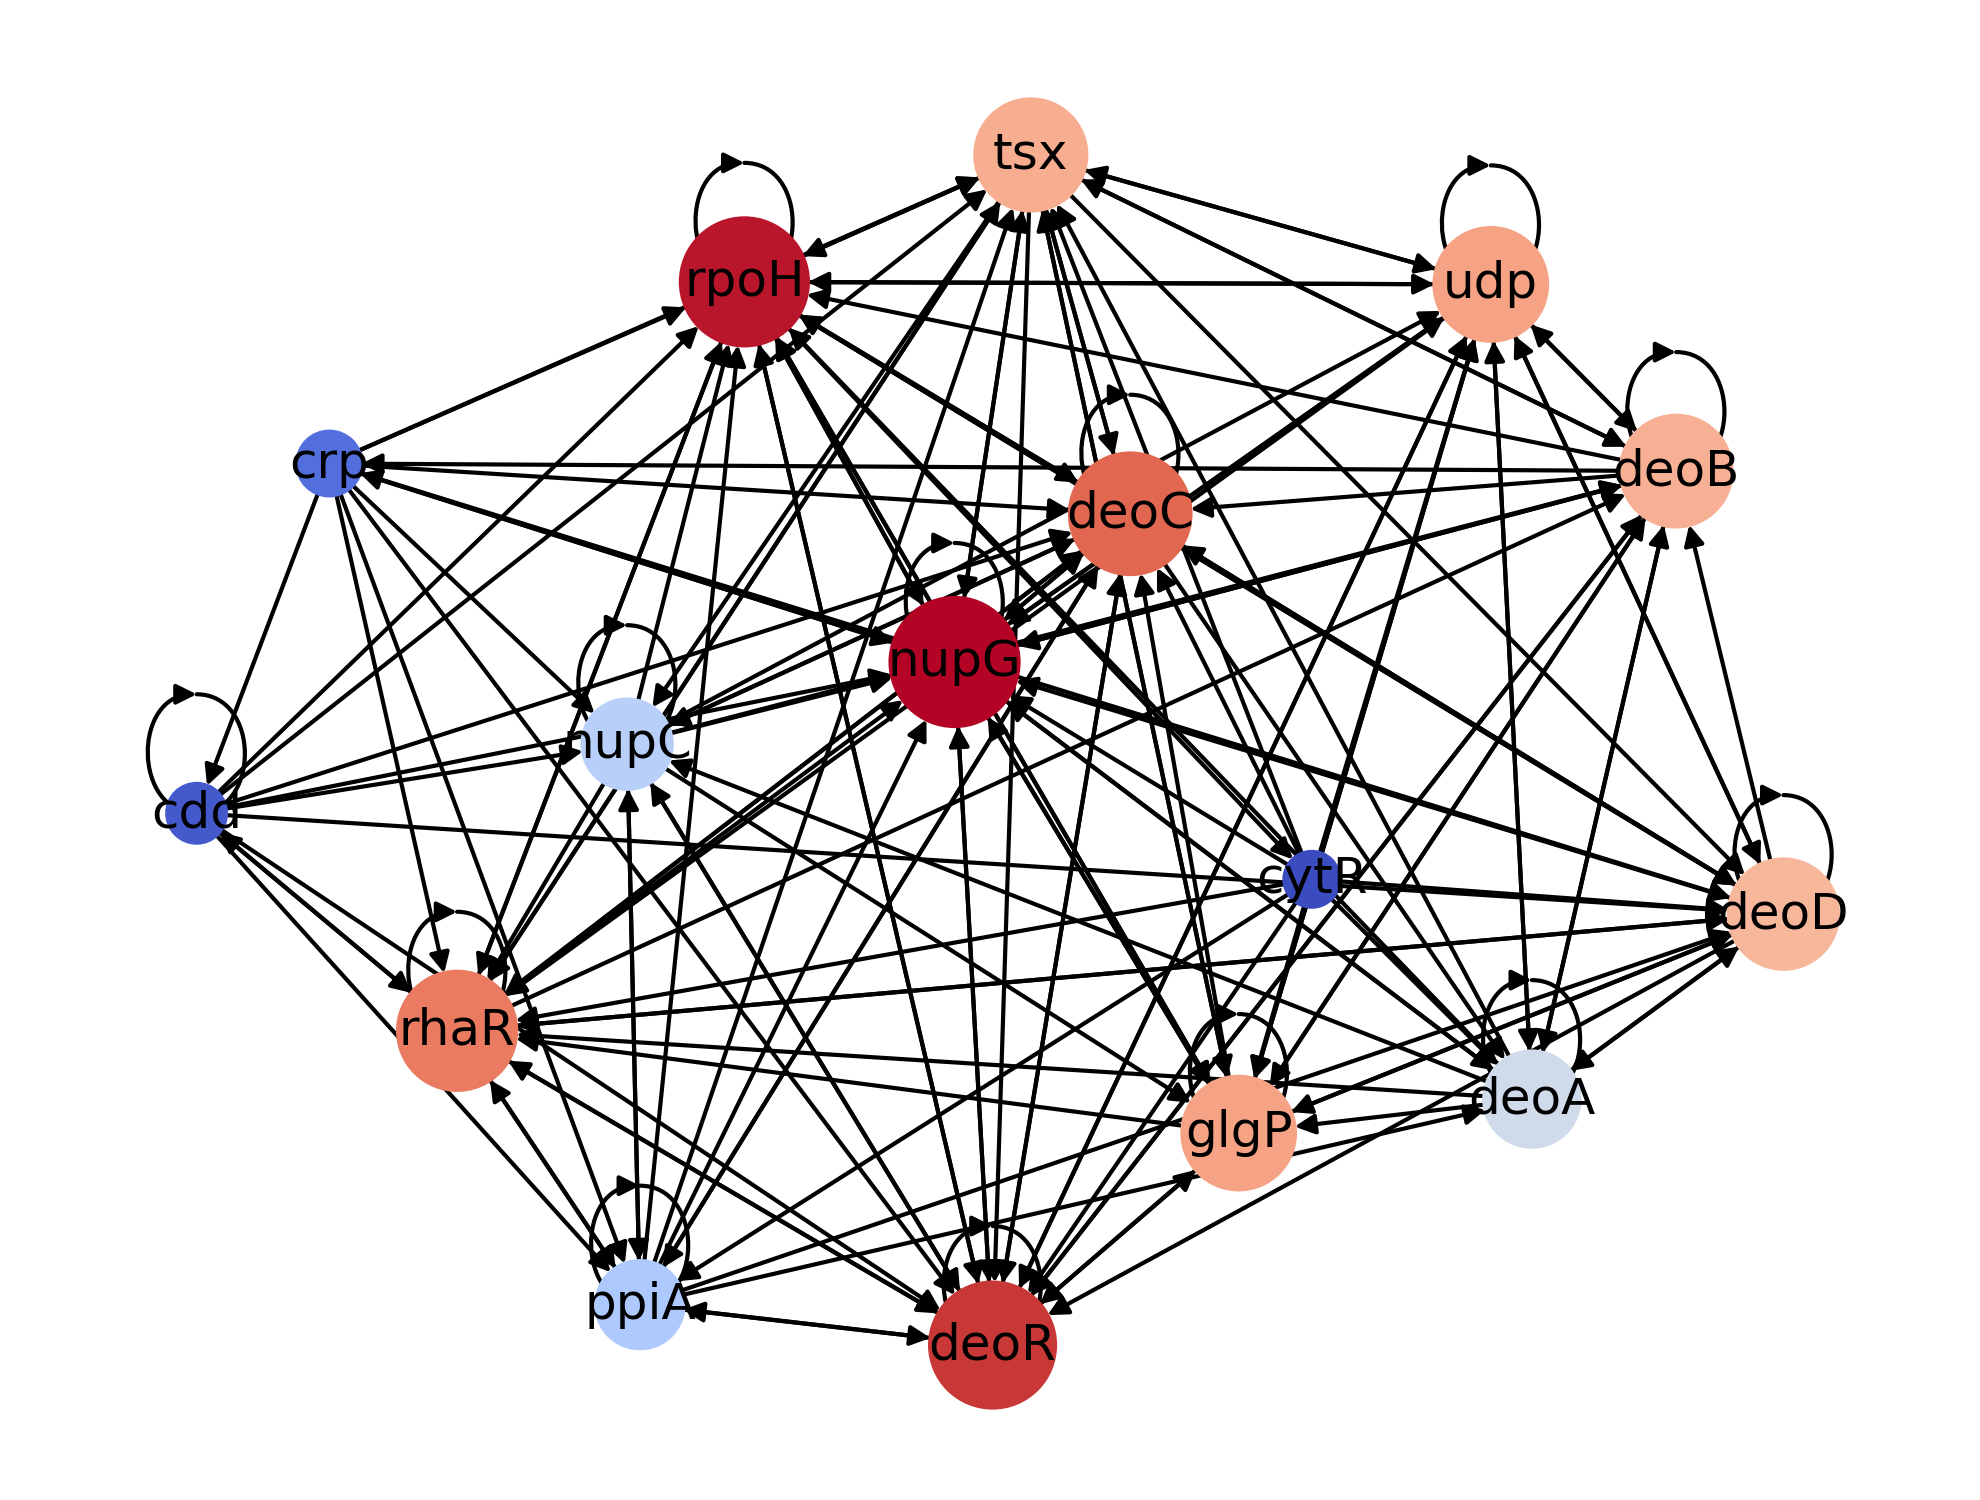 tsx
rpoH
udp
crp
deoB
deoC
nupG
nupC
cdd
cytR
deoD
rhaR
deoA
glgP
ppiA
deoR